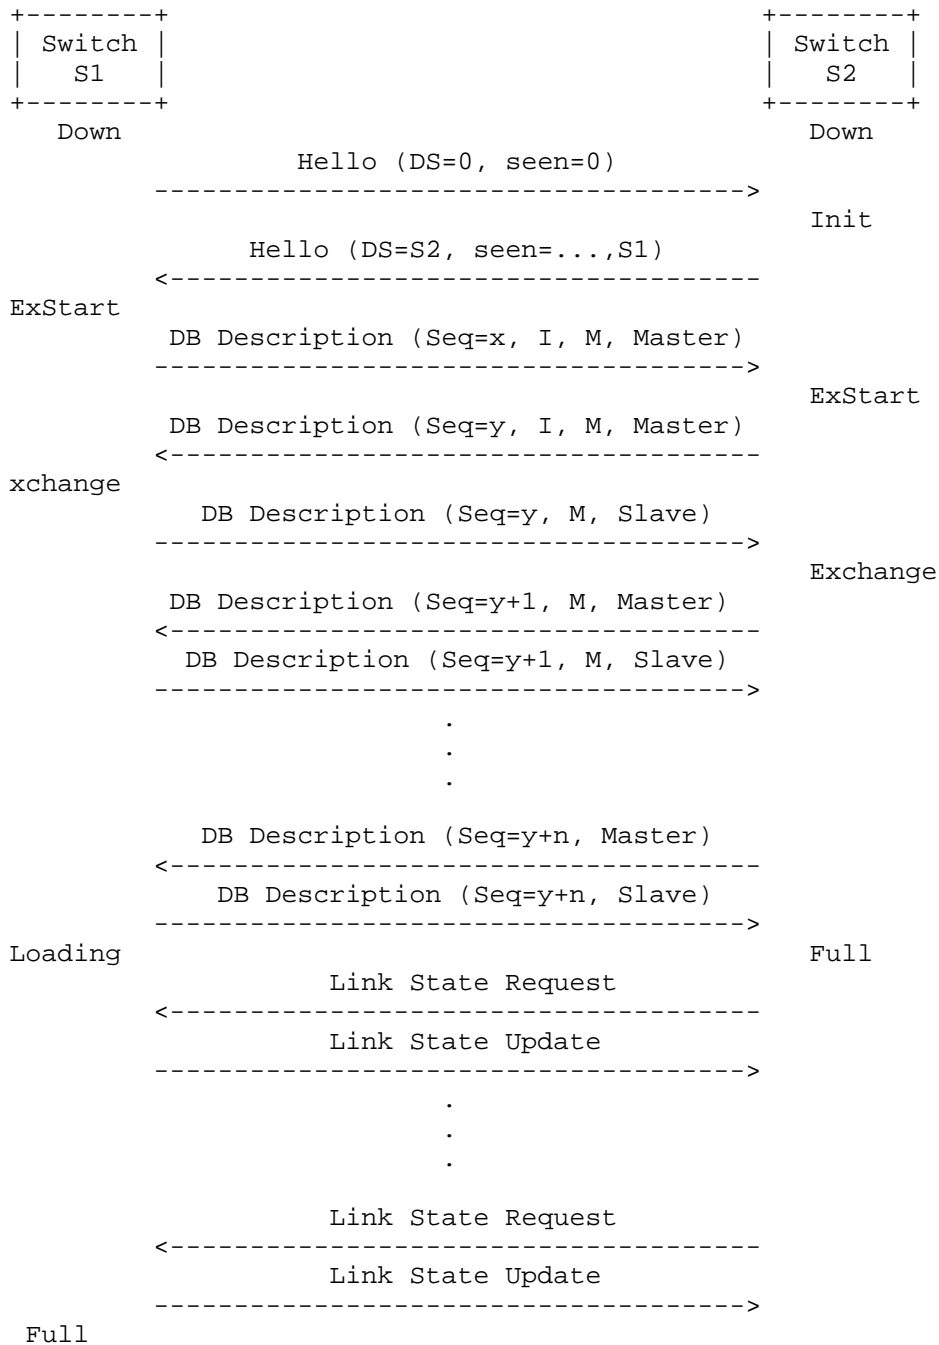 +--------+                                     +--------+
| Switch |                                     | Switch |
|   S1   |                                     |   S2   |
+--------+                                     +--------+
   Down                                           Down
                  Hello (DS=0, seen=0)
         ------------------------------------->
                                                  Init
               Hello (DS=S2, seen=...,S1)
         <-------------------------------------
ExStart
          DB Description (Seq=x, I, M, Master)
         ------------------------------------->
                                                  ExStart
          DB Description (Seq=y, I, M, Master)
         <-------------------------------------
xchange
            DB Description (Seq=y, M, Slave)
         ------------------------------------->
                                                  Exchange
          DB Description (Seq=y+1, M, Master)
         <-------------------------------------
           DB Description (Seq=y+1, M, Slave)
         ------------------------------------->
                           .
                           .
                           .
            DB Description (Seq=y+n, Master)
         <-------------------------------------
             DB Description (Seq=y+n, Slave)
         ------------------------------------->
Loading                                           Full
                    Link State Request
         <-------------------------------------
                    Link State Update
         ------------------------------------->
                           .
                           .
                           .
                    Link State Request
         <-------------------------------------
                    Link State Update
         ------------------------------------->
 Full